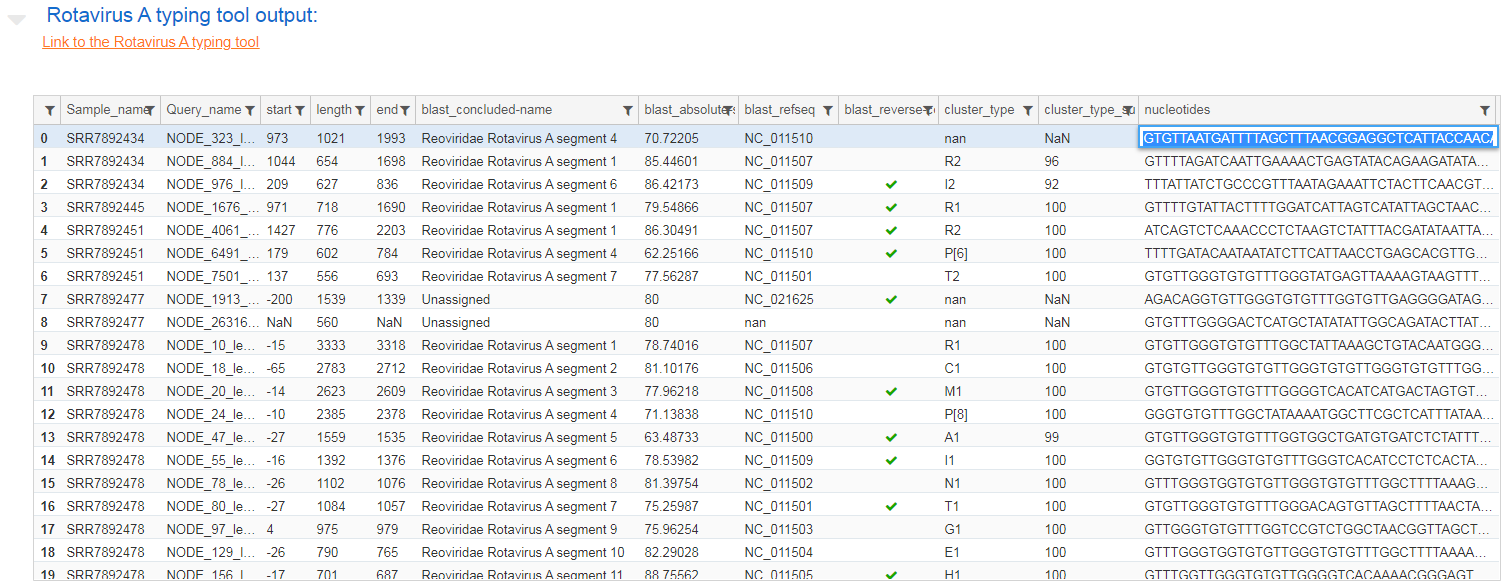 Rotavirus A typing tool output:
Link to the Rotavirus A typing tool
Sample_name Query_name start length end blast_concluded-name blast_absolute-s blast_refseq blast_reverse-c cluster_type cluster_type_su nucleotides
0 SRR7892434 NODE_323_l... 973 1021 1993 Reoviridae Rotavirus A segment 4 70.72205 NC_011510 nan NaN GTGTTAATGATTTTAGCTTTAACGGAGGCTCATTACCAACA
1 SRR7892434 NODE_884_l... 1044 654 1698 Reoviridae Rotavirus A segment 1 85.44601 NC_011507 R2 96 GTTTTAGATCAATTGAAAACTGAGTATACAGAAGATATA...
2 SRR7892434 NODE_976_l... 209 627 836 Reoviridae Rotavirus A segment 6 86.42173 NC_011509 ✔ I2 92 TTTATTATCTGCCCGTTTAATAGAAATTCTACTTCAACGT...
3 SRR7892445 NODE_1676_... 971 718 1690 Reoviridae Rotavirus A segment 1 79.54866 NC_011507 ✔ R1 100 GTTTTGTATTACTTTTGGATCATTAGTCATATTAGCTAAC...
4 SRR7892451 NODE_4061_... 1427 776 2203 Reoviridae Rotavirus A segment 1 86.30491 NC_011507 ✔ R2 100 ATCAGTCTCAAACCCTCTAAGTCTATTTACGATATAATTA...
5 SRR7892451 NODE_6491_... 179 602 784 Reoviridae Rotavirus A segment 4 62.25166 NC_011510 ✔ P[6] 100 TTTTGATACAATAATATCTTCATTAACCTGAGCACGTTG...
6 SRR7892451 NODE_7501_... 137 556 693 Reoviridae Rotavirus A segment 7 77.56287 NC_011501 T2 100 GTGTTGGGTGTGTTTGGGTATGAGTTAAAAGTAAGTTT...
7 SRR7892477 NODE_1913_... -200 1539 1339 Unassigned 80 NC_021625 ✔ nan NaN AGACAGGTGTTGGGTGTGTTTGGTGTTGAGGGGATAG...
8 SRR7892477 NODE_26316... NaN 560 NaN Unassigned 80 nan nan NaN GTGTTTGGGGACTCATGCTATATATTGGCAGATACTTAT...
9 SRR7892478 NODE_10_le... -15 3333 3318 Reoviridae Rotavirus A segment 1 78.74016 NC_011507 R1 100 GTGTTGGGTGTGTTTGGCTATTAAAGCTGTACAATGGG...
10 SRR7892478 NODE_18_le... -65 2783 2712 Reoviridae Rotavirus A segment 2 81.10176 NC_011506 C1 100 GTGTGTTGGGTGTGTTGGGTGTGTTGGGTGTGTTTGG...
11 SRR7892478 NODE_20_le... -14 2623 2609 Reoviridae Rotavirus A segment 3 77.96218 NC_011508 ✔ M1 100 GTGTTGGGTGTGTTTGGGGTCACATCATGACTAGTGT...
12 SRR7892478 NODE_24_le... -10 2385 2378 Reoviridae Rotavirus A segment 4 71.13838 NC_011510 P[8] 100 GGGTGTGTTTGGCTATAAAATGGCTTCGCTCATTTATAA...
13 SRR7892478 NODE_47_le... -27 1559 1535 Reoviridae Rotavirus A segment 5 63.48733 NC_011500 ✔ A1 99 GTGTTGGGTGTGTTTGGTGGCTGATGTGATCTCTATTT...
14 SRR7892478 NODE_55_le... -16 1392 1376 Reoviridae Rotavirus A segment 6 78.53982 NC_011509 ✔ I1 100 GGTGTGTTGGGTGTGTTTGGGTCACATCCTCTCACTA...
15 SRR7892478 NODE_78_le... -26 1102 1076 Reoviridae Rotavirus A segment 8 81.39754 NC_011502 N1 100 GTTTGGGTGGTGTGTTGGGTGTGTTTGGCTTTTAAAG...
16 SRR7892478 NODE_80_le... -27 1084 1057 Reoviridae Rotavirus A segment 7 75.25987 NC_011501 ✔ T1 100 GTGTTGGGTGTGTTTGGGACAGTGTTAGCTTTTAACTA...
17 SRR7892478 NODE_97_le... 4 975 979 Reoviridae Rotavirus A segment 9 75.96254 NC_011503 G1 100 GTTGGGTGTGTTTGGTCCGTCTGGCTAACGGTTAGCT...
18 SRR7892478 NODE_129_l... -26 790 765 Reoviridae Rotavirus A segment 10 82.29028 NC_011504 E1 100 GTTTGGGTGGTGTGTTGGGTGTGTTTGGCTTTTAAAA...
19 SRR7892478 NODE_156_l... -17 701 687 Reoviridae Rotavirus A segment 11 88.75562 NC_011505 ✔ H1 100 GTTTGGTTGGGTGTGTTGGGGTCACAAAACGGGAGT...